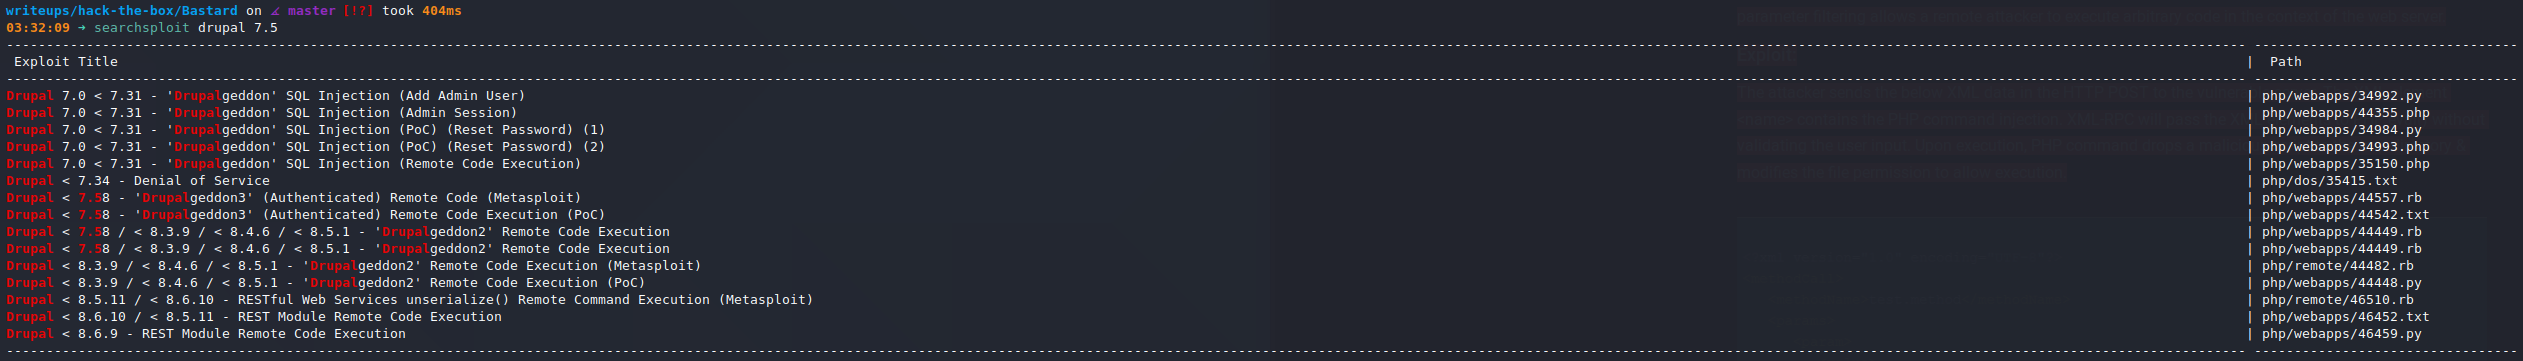 writeups/hack-the-box/Bastard on master [!?] took 404ms
03:32:09 → searchsploit drupal 7.5
Exploit Title | Path
Drupal 7.0 < 7.31 - 'Drupalgeddon' SQL Injection (Add Admin User) | php/webapps/34992.py
Drupal 7.0 < 7.31 - 'Drupalgeddon' SQL Injection (Admin Session) | php/webapps/44355.php
Drupal 7.0 < 7.31 - 'Drupalgeddon' SQL Injection (PoC) (Reset Password) (1) | php/webapps/34984.py
Drupal 7.0 < 7.31 - 'Drupalgeddon' SQL Injection (PoC) (Reset Password) (2) | php/webapps/34993.php
Drupal 7.0 < 7.31 - 'Drupalgeddon' SQL Injection (Remote Code Execution) | php/webapps/35150.php
Drupal < 7.34 - Denial of Service | php/dos/35415.txt
Drupal < 7.58 - 'Drupalgeddon3' (Authenticated) Remote Code (Metasploit) | php/webapps/44557.rb
Drupal < 7.58 - 'Drupalgeddon3' (Authenticated) Remote Code Execution (PoC) | php/webapps/44542.txt
Drupal < 7.58 / < 8.3.9 / < 8.4.6 / < 8.5.1 - 'Drupalgeddon2' Remote Code Execution | php/webapps/44449.rb
Drupal < 7.58 / < 8.3.9 / < 8.4.6 / < 8.5.1 - 'Drupalgeddon2' Remote Code Execution | php/webapps/44449.rb
Drupal < 8.3.9 / < 8.4.6 / < 8.5.1 - 'Drupalgeddon2' Remote Code Execution (Metasploit) | php/remote/44482.rb
Drupal < 8.3.9 / < 8.4.6 / < 8.5.1 - 'Drupalgeddon2' Remote Code Execution (PoC) | php/webapps/44448.py
Drupal < 8.5.11 / < 8.6.10 - RESTful Web Services unserialize() Remote Command Execution (Metasploit) | php/remote/46510.rb
Drupal < 8.6.10 / < 8.5.11 - REST Module Remote Code Execution | php/webapps/46452.txt
Drupal < 8.6.9 - REST Module Remote Code Execution | php/webapps/46459.py